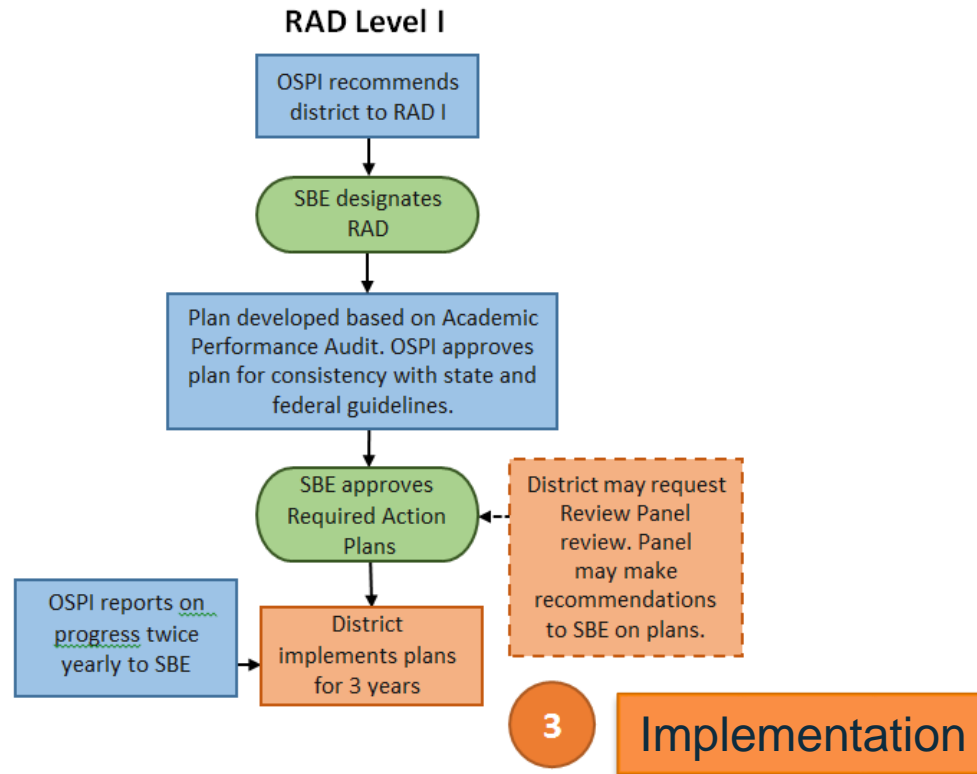 RAD Level I
OSPI recommends
district to RAD I
SBE designates
RAD
Plan developed based on Academic
Performance Audit. OSPI approves
plan for consistency with state and
federal guidelines.
SBE approves
Required Action
Plans
District may request
Review Panel
review. Panel
may make
recommendations
to SBE on plans.
OSPI reports on
progress twice
yearly to SBE
District
implements plans
for 3 years
3
Implementation